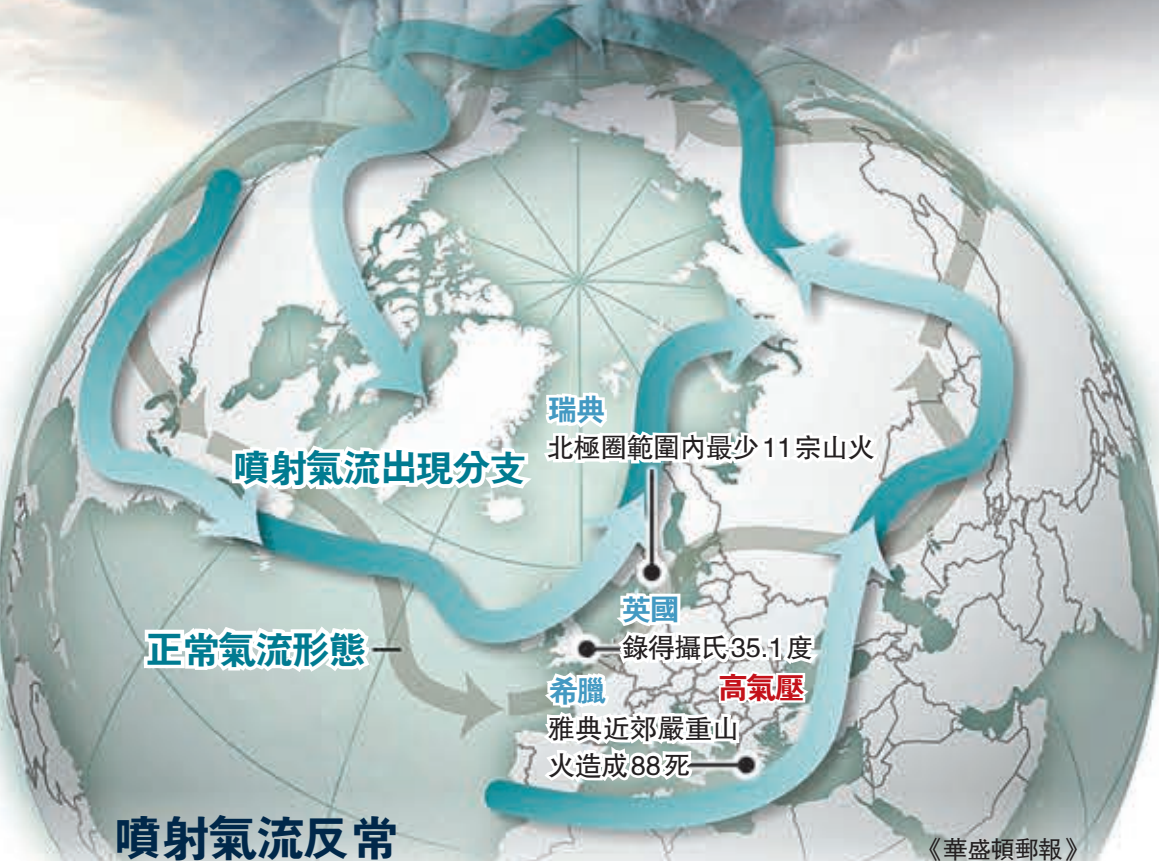 瑞典
北極圈範圍內最少11宗山火
噴射氣流出現分支
英國
錄得攝氏35.1度
正常氣流形態
希臘
高氣壓
雅典近郊嚴重山
火造成88死
噴射氣流反常
《華盛頓郵報》